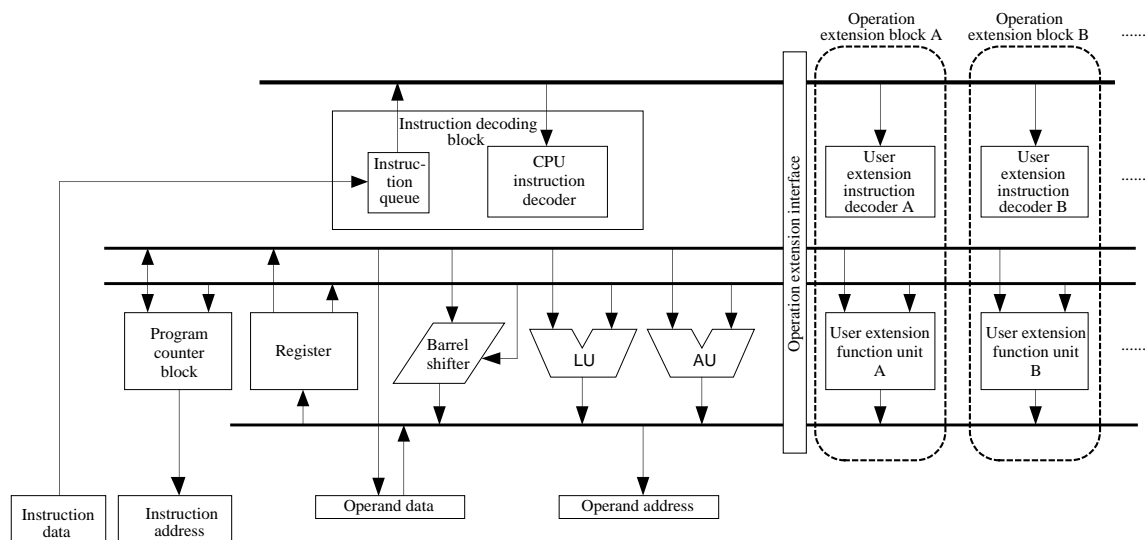 Operation
extension block A
Operation
extension block B
......
Instruction decoding
block
Instruc-
tion
queue
CPU
instruction
decoder
Operation extension interface
User
extension
instruction
decoder A
User
extension
instruction
decoder B
......
Program
counter
block
Register
Barrel
shifter
LU
AU
User extension
function unit
A
User extension
function unit
B
......
Instruction
data
Instruction
address
Operand data
Operand address